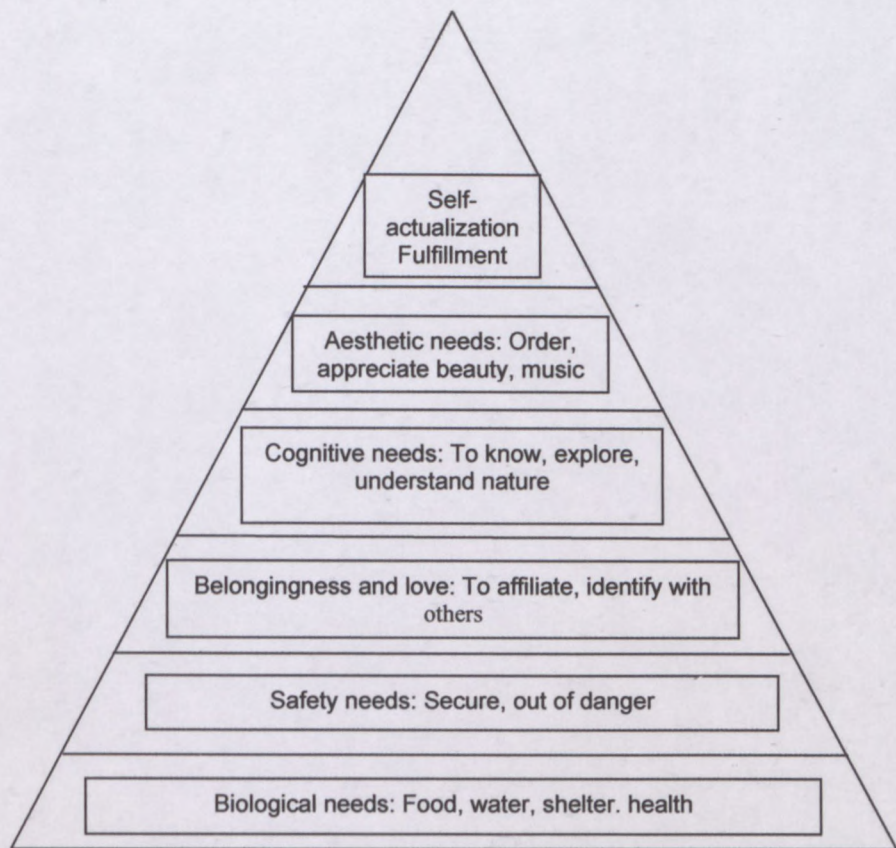 Self-
actualization
Fulfillment
Aesthetic needs: Order,
appreciate beauty, music
Cognitive needs: To know, explore,
understand nature
Belongingness and love: To affiliate, identify with
others
Safety needs: Secure, out of danger
Biological needs: Food, water, shelter. health